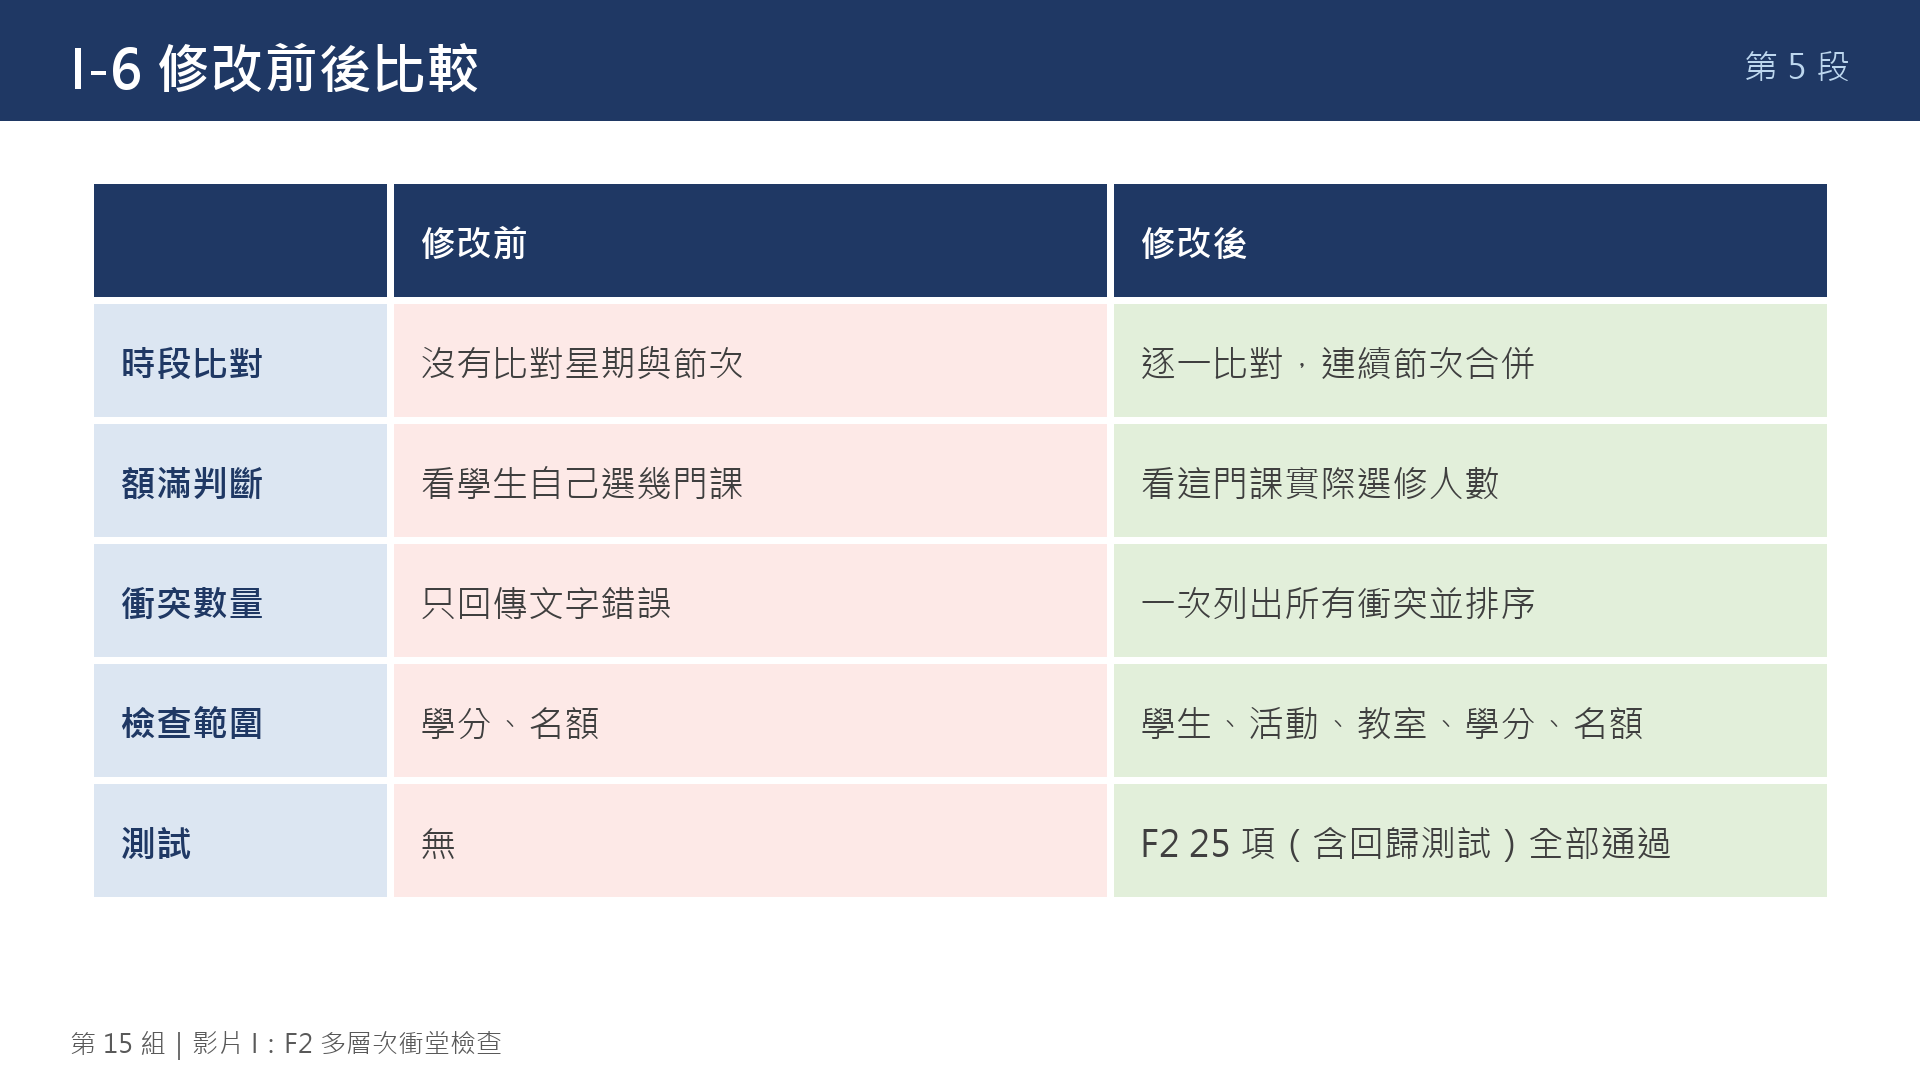 I-6 修改前後比較
第 5 段
修改前
修改後
時段比對
沒有比對星期與節次
逐一比對，連續節次合併
額滿判斷
看學生自己選幾門課
看這門課實際選修人數
衝突數量
只回傳文字錯誤
一次列出所有衝突並排序
檢查範圍
學分、名額
學生、活動、教室、學分、名額
測試
無
F2 25 項（含回歸測試）全部通過
第 15 組｜影片 I：F2 多層次衝堂檢查